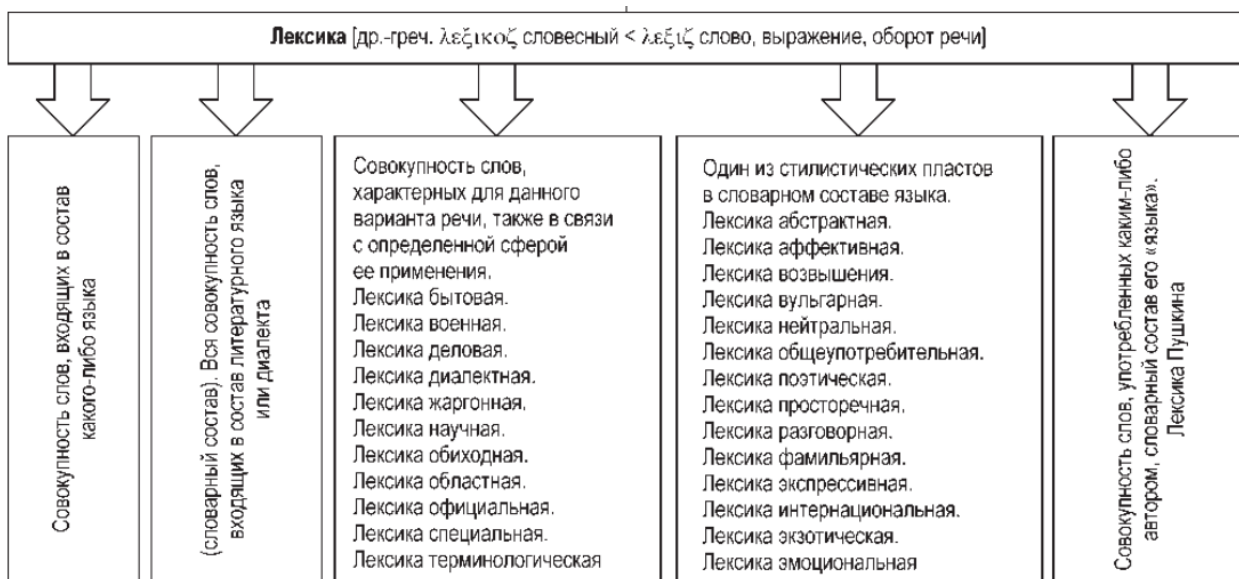 Лексика [др.-греч. λεξικοζ словесный < λεξιζ слово, выражение, оборот речи]
Совокупность слов, входящих в состав
какого-либо языка
(словарный состав). Вся совокупность слов,
входящих в состав литературного языка
или диалекта
Совокупность слов,
характерных для данного
варианта речи, также в связи
с определенной сферой
ее применения.
Лексика бытовая.
Лексика военная.
Лексика деловая.
Лексика диалектная.
Лексика жаргонная.
Лексика научная.
Лексика обиходная.
Лексика областная.
Лексика официальная.
Лексика специальная.
Лексика терминологическая
Один из стилистических пластов
в словарном составе языка.
Лексика абстрактная.
Лексика аффективная.
Лексика возвышения.
Лексика вульгарная.
Лексика нейтральная.
Лексика общеупотребительная.
Лексика поэтическая.
Лексика просторечная.
Лексика разговорная.
Лексика фамильярная.
Лексика экспрессивная.
Лексика интернациональная.
Лексика экзотическая.
Лексика эмоциональная
Совокупность слов, употребленных каким-либо
автором, словарный состав его «языка».
Лексика Пушкина